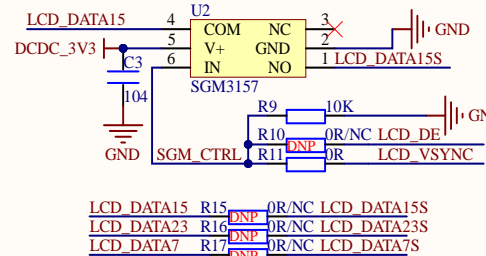 U2
LCD_DATA15 4 COM NC 3
DCDC_3V3 5 V+ GND 2 GND
6 IN NO 1 LCD_DATA15S
SGM3157
C3
104
GND
R9 10K
R10 DNP 0R/NC LCD_DE
SGM_CTRL R11 0R LCD_VSYNC
LCD_DATA15 R15 DNP 0R/NC LCD_DATA15S
LCD_DATA23 R16 DNP 0R/NC LCD_DATA23S
LCD_DATA7 R17 DNP 0R/NC LCD_DATA7S